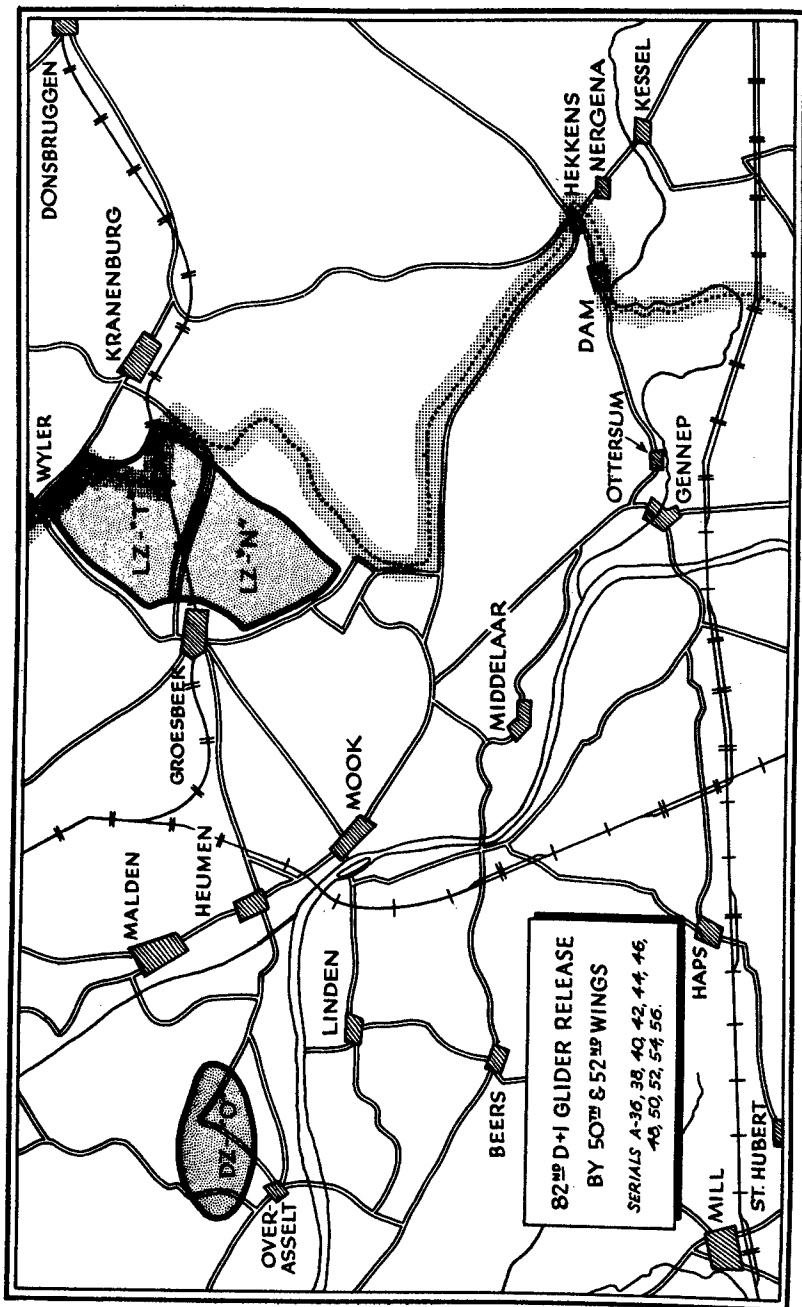 WYLER
DONSBRUGGEN
KRANENBURG
MALDEN
LZ-"T"
GROESBEEK
HEUMEN
DZ-"O"
LZ-"N"
OVER-
ASSELT
LINDEN
MOOK
BEERS
MIDDELAAR
82ND D+1 GLIDER RELEASE
BY 50TH & 52ND WINGS
SERIALS A-36, 38, 40, 42, 44, 46,
48, 50, 52, 54, 56.
HEKKENS
DAM
NERGENA
OTTERSUM
KESSEL
GENNEP
HAPS
MILL
ST. HUBERT